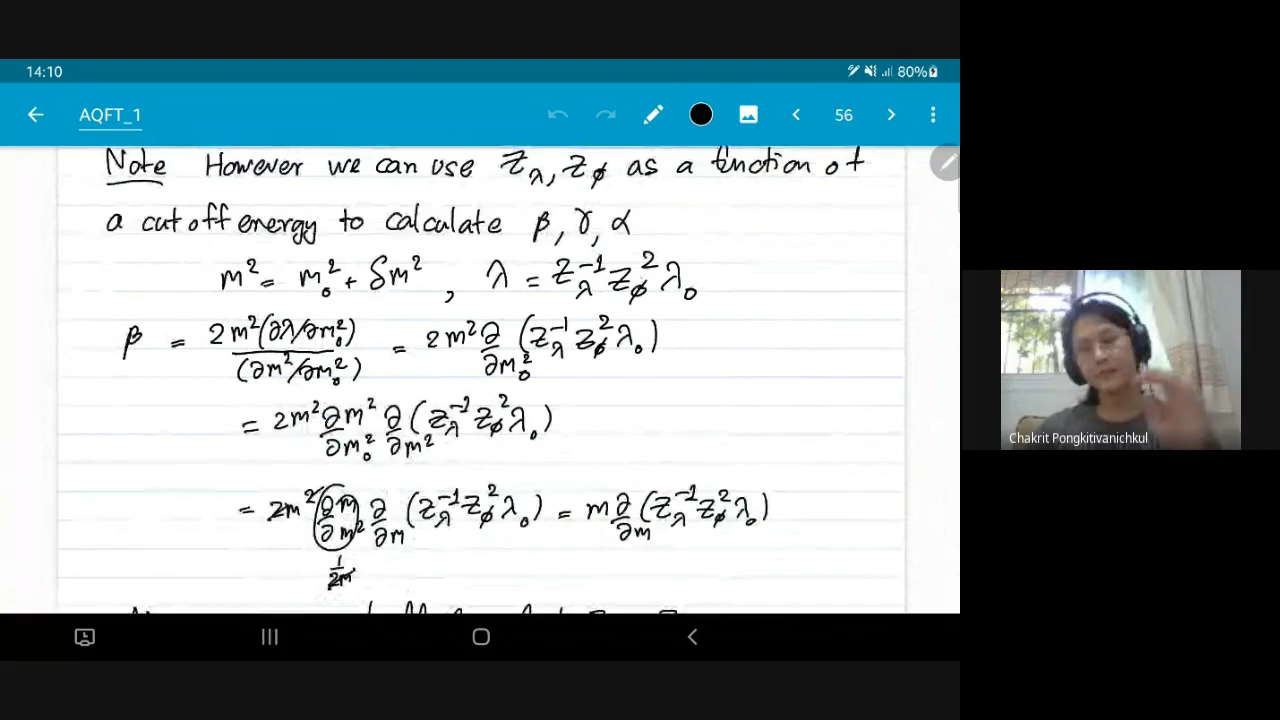 14:10
80%
AQFT_1
56
Note However we can use Z_λ, Z_φ as a function of
a cutoff energy to calculate β, γ, α
m² = m₀² + δm² , λ = Z_λ⁻¹ Z_φ² λ₀
β = 2m²(∂λ/∂m₀²) / (∂m²/∂m₀²) = 2m² ∂/∂m₀² (Z_λ⁻¹ Z_φ² λ₀)
= 2m² ∂m²/∂m₀² ∂/∂m² (Z_λ⁻¹ Z_φ² λ₀)
= 2m² ∂m/∂m² ∂/∂m (Z_λ⁻¹ Z_φ² λ₀) = m ∂/∂m (Z_λ⁻¹ Z_φ² λ₀)
1/2m
Chakrit Pongkitivanichkul